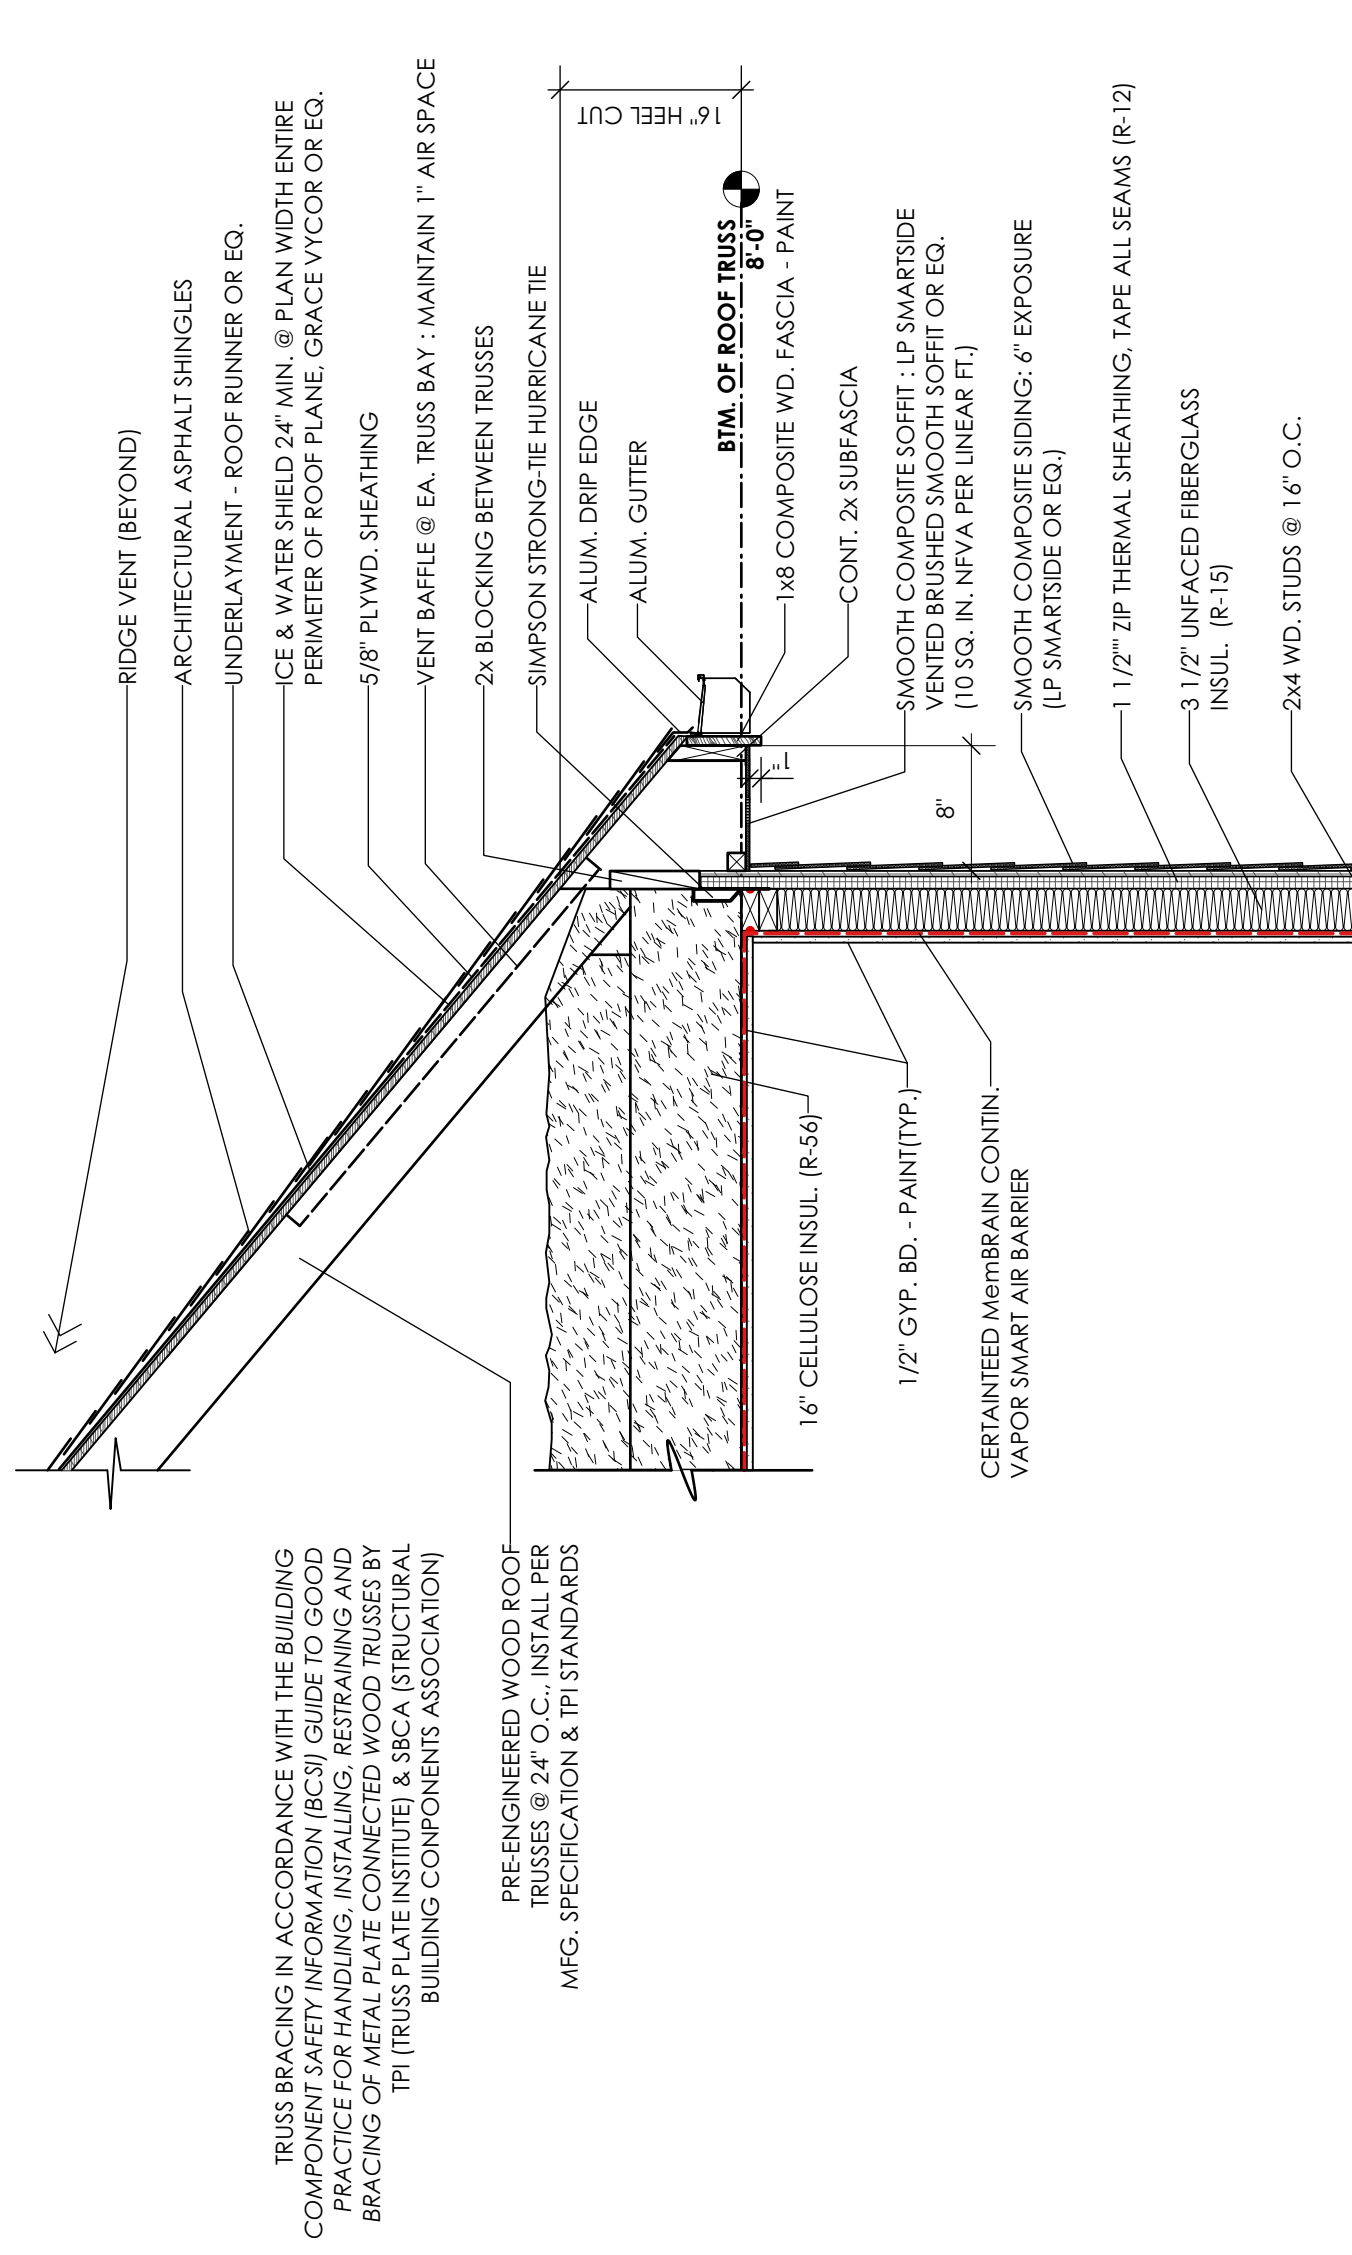 TRUSS BRACING IN ACCORDANCE WITH THE BUILDING
COMPONENT SAFETY INFORMATION (BCSI) GUIDE TO GOOD
PRACTICE FOR HANDLING, INSTALLING, RESTRAINING AND
BRACING OF METAL PLATE CONNECTED WOOD TRUSSES BY
TPI (TRUSS PLATE INSTITUTE) & SBCA (STRUCTURAL
BUILDING CONPONENTS ASSOCIATION)
PRE-ENGINEERED WOOD ROOF
TRUSSES @ 24" O.C., INSTALL PER
MFG. SPECIFICATION & TPI STANDARDS
16" CELLULOSE INSUL. (R-56)
1/2" GYP. BD. - PAINT(TYP.)
CERTAINTEED MemBRAIN CONTIN.
VAPOR SMART AIR BARRIER
RIDGE VENT (BEYOND)
ARCHITECTURAL ASPHALT SHINGLES
UNDERLAYMENT - ROOF RUNNER OR EQ.
ICE & WATER SHIELD 24" MIN. @ PLAN WIDTH ENTIRE
PERIMETER OF ROOF PLANE, GRACE VYCOR OR EQ.
5/8" PLYWD. SHEATHING
VENT BAFFLE @ EA. TRUSS BAY : MAINTAIN 1" AIR SPACE
2x BLOCKING BETWEEN TRUSSES
SIMPSON STRONG-TIE HURRICANE TIE
ALUM. DRIP EDGE
ALUM. GUTTER
16" HEEL CUT
BTM. OF ROOF TRUSS
8'-0"
1x8 COMPOSITE WD. FASCIA - PAINT
CONT. 2x SUBFASCIA
1"
8"
SMOOTH COMPOSITE SOFFIT : LP SMARTSIDE
VENTED BRUSHED SMOOTH SOFFIT OR EQ.
(10 SQ. IN. NFVA PER LINEAR FT.)
SMOOTH COMPOSITE SIDING: 6" EXPOSURE
(LP SMARTSIDE OR EQ.)
1 1/2"" ZIP THERMAL SHEATHING, TAPE ALL SEAMS (R-12)
3 1/2" UNFACED FIBERGLASS
INSUL. (R-15)
2x4 WD. STUDS @ 16" O.C.